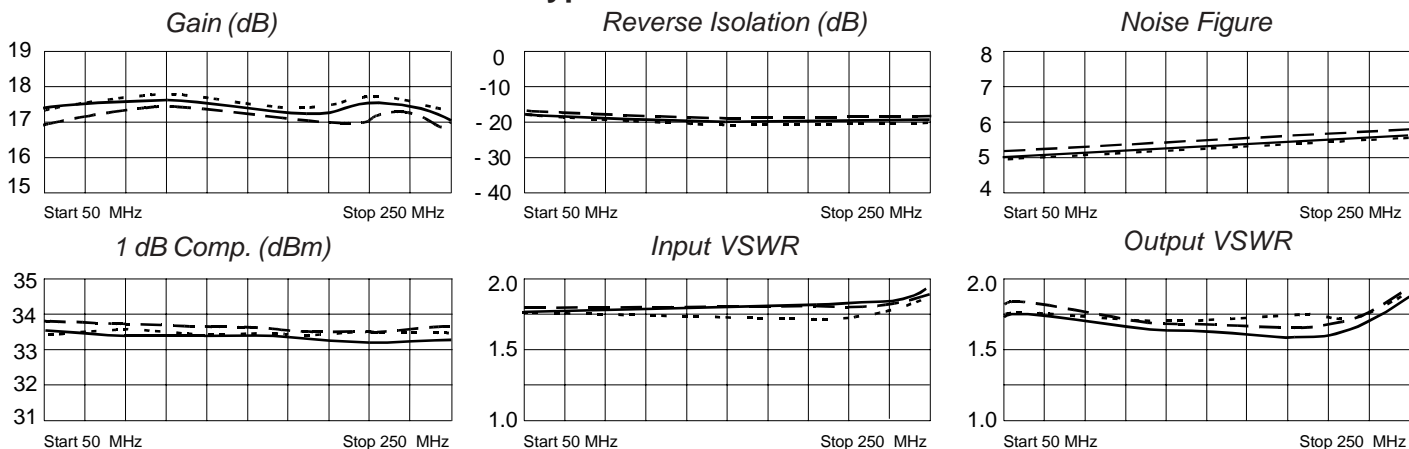 Gain (dB)
19
18
17
16
15
Start 50 MHz
Stop 250 MHz
Reverse Isolation (dB)
0
-10
-20
- 30
- 40
Start 50 MHz
Stop 250 MHz
Noise Figure
8
7
6
5
4
Start 50 MHz
Stop 250 MHz
1 dB Comp. (dBm)
35
34
33
32
31
Start 50 MHz
Stop 250 MHz
Input VSWR
2.0
1.5
1.0
Start 50 MHz
Stop 250 MHz
Output VSWR
2.0
1.5
1.0
Start 50 MHz
Stop 250 MHz